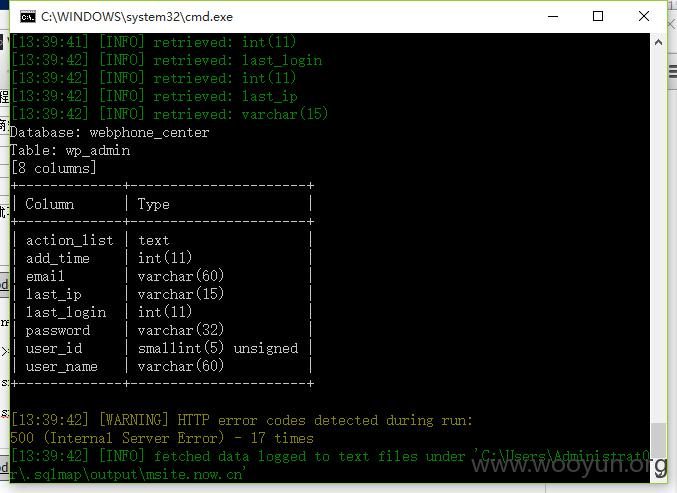 C:\WINDOWS\system32\cmd.exe
[13:39:41] [INFO] retrieved: int(11)
[13:39:42] [INFO] retrieved: last_login
[13:39:42] [INFO] retrieved: int(11)
[13:39:42] [INFO] retrieved: last_ip
[13:39:42] [INFO] retrieved: varchar(15)
Database: webphone_center
Table: wp_admin
[8 columns]
+-------------+----------------------+
| Column | Type |
+-------------+----------------------+
| action_list | text |
| add_time | int(11) |
| email | varchar(60) |
| last_ip | varchar(15) |
| last_login | int(11) |
| password | varchar(32) |
| user_id | smallint(5) unsigned |
| user_name | varchar(60) |
+-------------+----------------------+
[13:39:42] [WARNING] HTTP error codes detected during run:
500 (Internal Server Error) - 17 times
[13:39:42] [INFO] fetched data logged to text files under 'C:\Users\Administrat0
r\.sqlmap\output\msite.now.cn'
www.wooyun.org